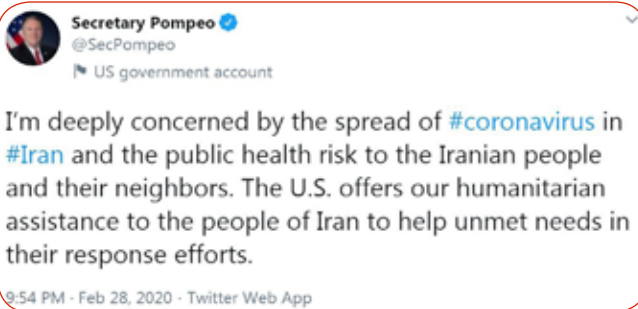 Secretary Pompeo
@SecPompeo
US government account
I'm deeply concerned by the spread of #coronavirus in
#Iran and the public health risk to the Iranian people
and their neighbors. The U.S. offers our humanitarian
assistance to the people of Iran to help unmet needs in
their response efforts.
9:54 PM · Feb 28, 2020 · Twitter Web App